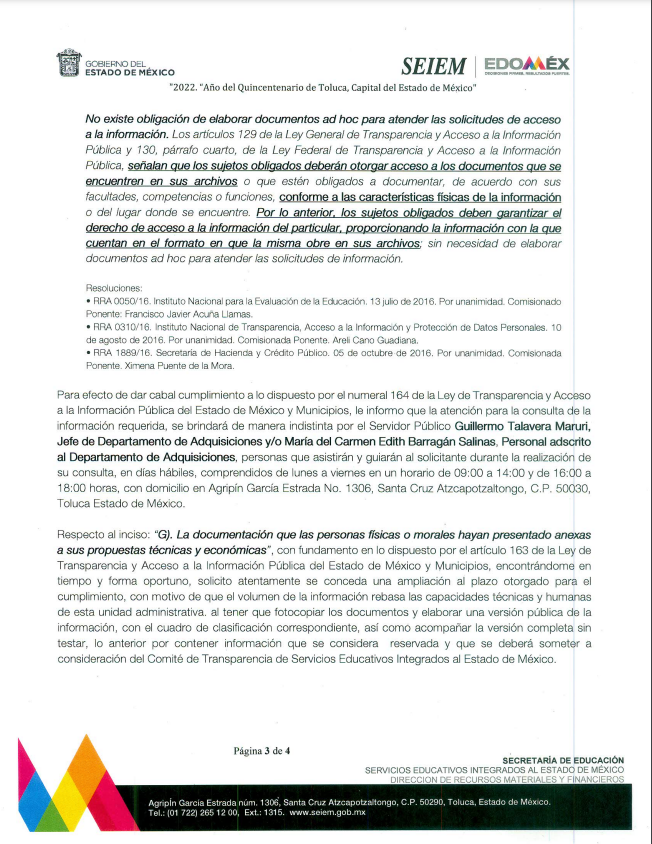 GOBIERNO DEL
ESTADO DE MÉXICO
SEIEM
EDOMÉX
DECISIONES FIRMES, RESULTADOS FUERTES.
"2022. "Año del Quincentenario de Toluca, Capital del Estado de México"
No existe obligación de elaborar documentos ad hoc para atender las solicitudes de acceso
a la información. Los artículos 129 de la Ley General de Transparencia y Acceso a la Información
Pública y 130, párrafo cuarto, de la Ley Federal de Transparencia y Acceso a la Información
Pública, señalan que los sujetos obligados deberán otorgar acceso a los documentos que se
encuentren en sus archivos o que estén obligados a documentar, de acuerdo con sus
facultades, competencias o funciones, conforme a las características físicas de la información
o del lugar donde se encuentre. Por lo anterior, los sujetos obligados deben garantizar el
derecho de acceso a la información del particular, proporcionando la información con la que
cuentan en el formato en que la misma obre en sus archivos; sin necesidad de elaborar
documentos ad hoc para atender las solicitudes de información.
Resoluciones:
• RRA 0050/16. Instituto Nacional para la Evaluación de la Educación. 13 julio de 2016. Por unanimidad. Comisionado
Ponente: Francisco Javier Acuña Llamas.
• RRA 0310/16. Instituto Nacional de Transparencia, Acceso a la Información y Protección de Datos Personales. 10
de agosto de 2016. Por unanimidad. Comisionada Ponente. Areli Cano Guadiana.
• RRA 1889/16. Secretaría de Hacienda y Crédito Público. 05 de octubre de 2016. Por unanimidad. Comisionada
Ponente. Ximena Puente de la Mora.
Para efecto de dar cabal cumplimiento a lo dispuesto por el numeral 164 de la Ley de Transparencia y Acceso
a la Información Pública del Estado de México y Municipios, le informo que la atención para la consulta de la
información requerida, se brindará de manera indistinta por el Servidor Público Guillermo Talavera Maruri,
Jefe de Departamento de Adquisiciones y/o María del Carmen Edith Barragán Salinas, Personal adscrito
al Departamento de Adquisiciones, personas que asistirán y guiarán al solicitante durante la realización de
su consulta, en días hábiles, comprendidos de lunes a viernes en un horario de 09:00 a 14:00 y de 16:00 a
18:00 horas, con domicilio en Agripín García Estrada No. 1306, Santa Cruz Atzcapotzaltongo, C.P. 50030,
Toluca Estado de México.
Respecto al inciso: "G). La documentación que las personas físicas o morales hayan presentado anexas
a sus propuestas técnicas y económicas", con fundamento en lo dispuesto por el artículo 163 de la Ley de
Transparencia y Acceso a la Información Pública del Estado de México y Municipios, encontrándome en
tiempo y forma oportuno, solicito atentamente se conceda una ampliación al plazo otorgado para el
cumplimiento, con motivo de que el volumen de la información rebasa las capacidades técnicas y humanas
de esta unidad administrativa. al tener que fotocopiar los documentos y elaborar una versión pública de la
información, con el cuadro de clasificación correspondiente, así como acompañar la versión completa sin
testar, lo anterior por contener información que se considera reservada y que se deberá someter a
consideración del Comité de Transparencia de Servicios Educativos Integrados al Estado de México.
Página 3 de 4
SECRETARÍA DE EDUCACIÓN
SERVICIOS EDUCATIVOS INTEGRADOS AL ESTADO DE MÉXICO
DIRECCION DE RECURSOS MATERIALES Y FINANCIEROS
Agripín García Estrada núm. 1306, Santa Cruz Atzcapotzaltongo, C.P. 50290, Toluca, Estado de México.
Tel.: (01 722) 265 12 00, Ext.: 1315. www.seiem.gob.mx